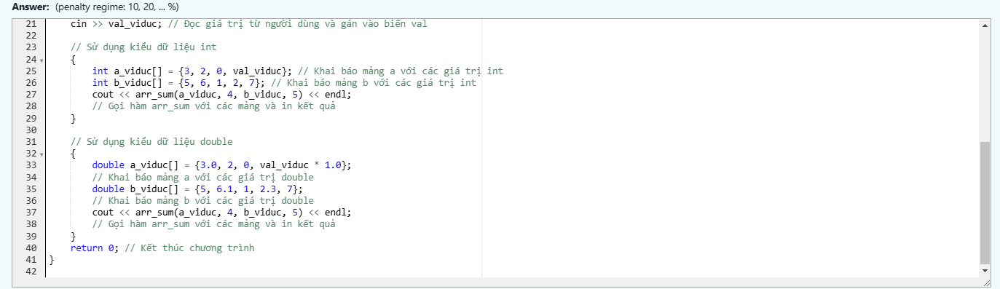 Answer: (penalty regime: 10, 20, ... %)
21 cin >> val_viduc; // Đọc giá trị từ người dùng và gán vào biến val
22
23 // Sử dụng kiểu dữ liệu int
24 {
25 int a_viduc[] = {3, 2, 0, val_viduc}; // Khai báo mảng a với các giá trị int
26 int b_viduc[] = {5, 6, 1, 2, 7}; // Khai báo mảng b với các giá trị int
27 cout << arr_sum(a_viduc, 4, b_viduc, 5) << endl;
28 // Gọi hàm arr_sum với các mảng và in kết quả
29 }
30
31 // Sử dụng kiểu dữ liệu double
32 {
33 double a_viduc[] = {3.0, 2, 0, val_viduc * 1.0};
34 // Khai báo mảng a với các giá trị double
35 double b_viduc[] = {5, 6.1, 1, 2.3, 7};
36 // Khai báo mảng b với các giá trị double
37 cout << arr_sum(a_viduc, 4, b_viduc, 5) << endl;
38 // Gọi hàm arr_sum với các mảng và in kết quả
39 }
40 return 0; // Kết thúc chương trình
41 }
42